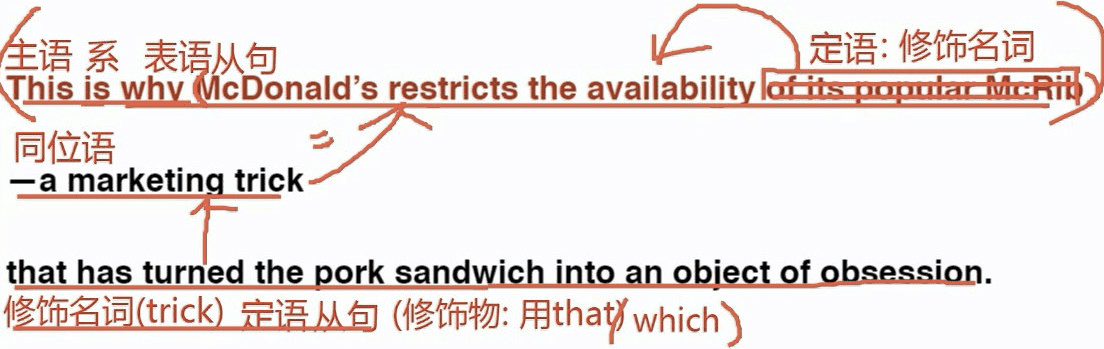 主语 系 表语从句 定语: 修饰名词
(This is why (McDonald's restricts the availability of its popular McRib))
同位语 =
—a marketing trick
that has turned the pork sandwich into an object of obsession.
修饰名词(trick) 定语从句 (修饰物: 用that/which)